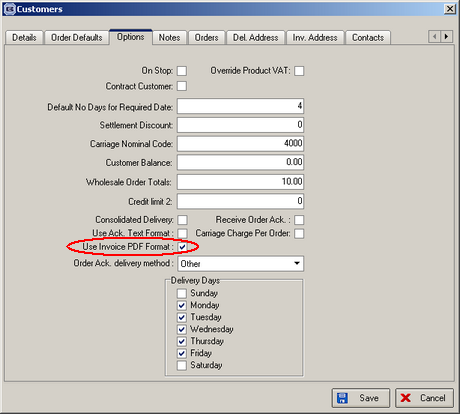 Customers
Details Order Defaults Options Notes Orders Del. Address Inv. Address Contacts
On Stop: Override Product VAT:
Contract Customer:
Default No Days for Required Date: 4
Settlement Discount: 0
Carriage Nominal Code: 4000
Customer Balance: 0.00
Wholesale Order Totals: 10.00
Credit limit 2: 0
Consolidated Delivery: Receive Order Ack. :
Use Ack. Text Format : Carriage Charge Per Order:
Use Invoice PDF Format :
Order Ack. delivery method : Other
Delivery Days
Sunday
Monday
Tuesday
Wednesday
Thursday
Friday
Saturday
Save Cancel